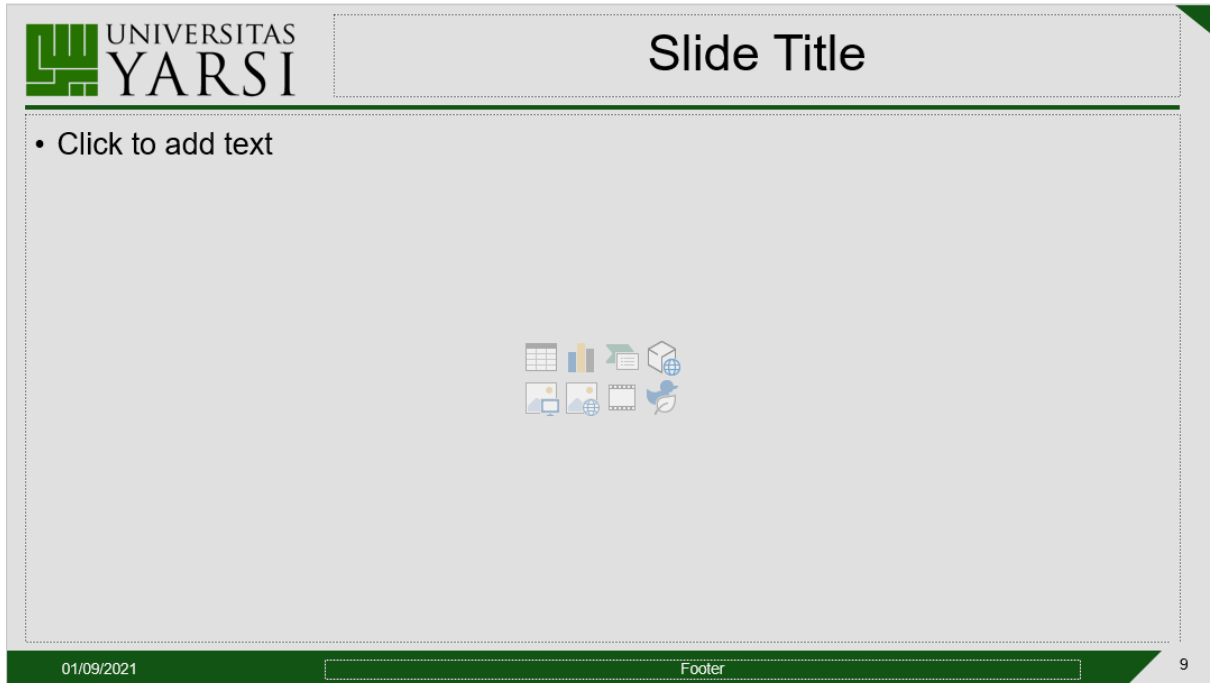 UNIVERSITAS
YARSI
Slide Title
• Click to add text
01/09/2021
Footer
9